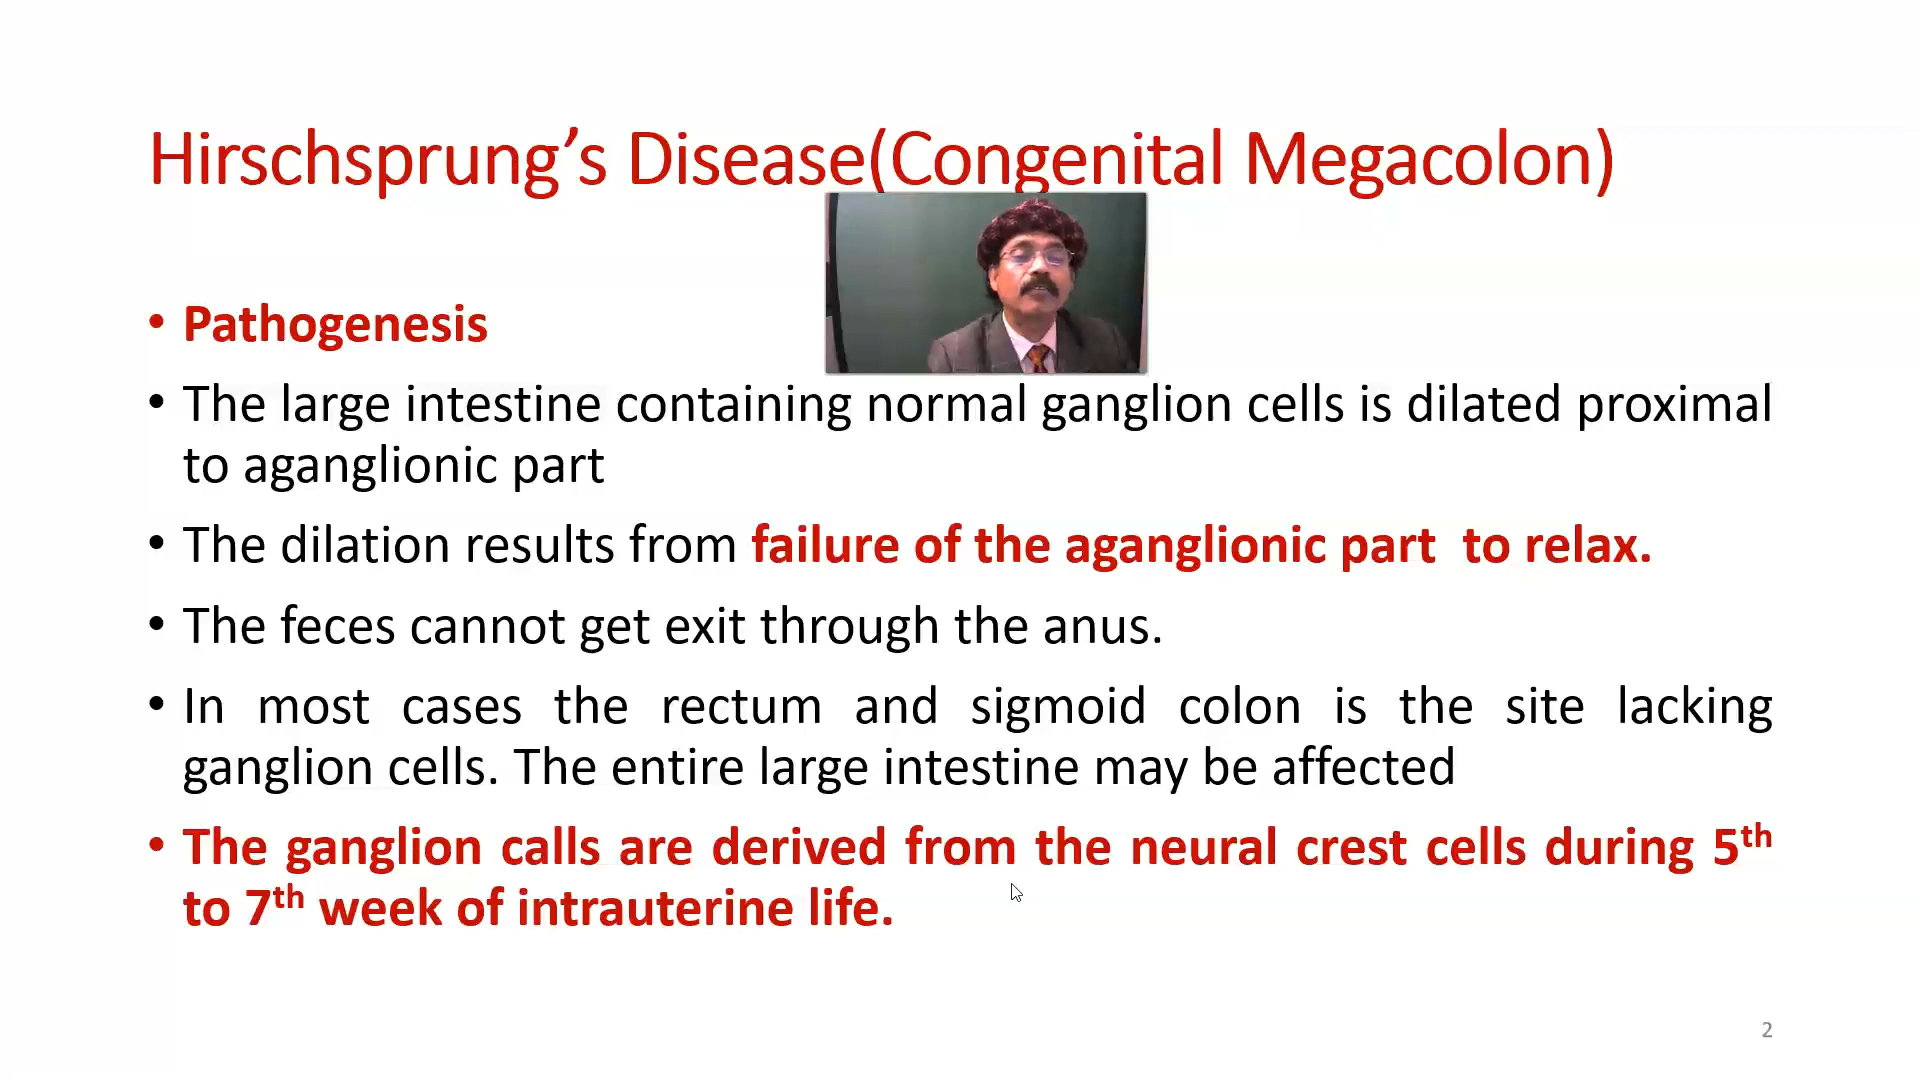 Hirschsprung’s Disease(Congenital Megacolon)
• Pathogenesis
• The large intestine containing normal ganglion cells is dilated proximal
to aganglionic part
• The dilation results from failure of the aganglionic part to relax.
• The feces cannot get exit through the anus.
• In most cases the rectum and sigmoid colon is the site lacking
ganglion cells. The entire large intestine may be affected
• The ganglion calls are derived from the neural crest cells during 5th
to 7th week of intrauterine life.
2